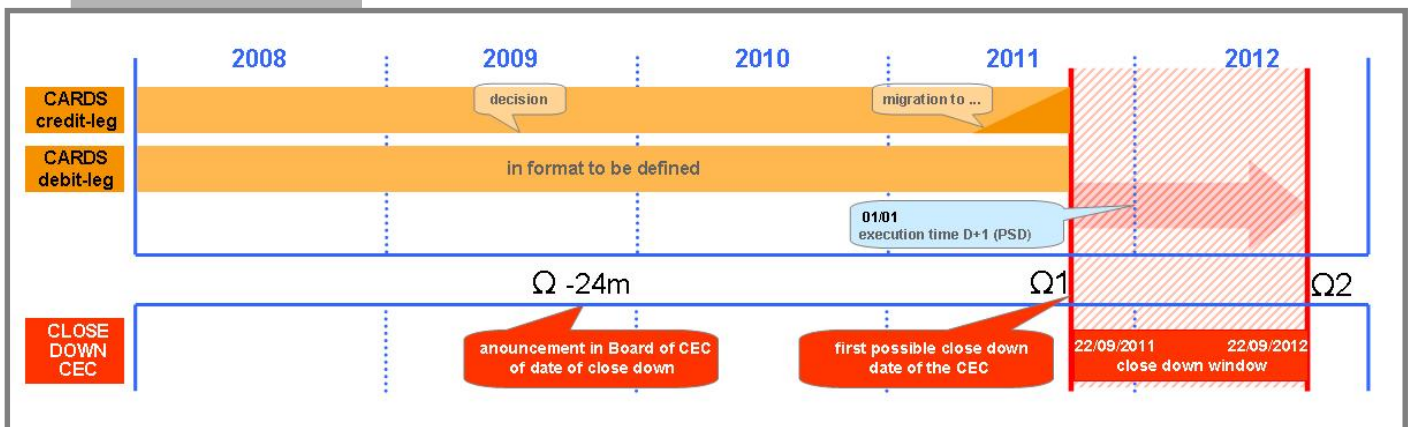 2008
2009
2010
2011
2012
CARDS
credit-leg
decision
migration to ...
CARDS
debit-leg
in format to be defined
01/01
execution time D+1 (PSD)
Ω -24m
Ω1
Ω2
CLOSE
DOWN
CEC
anouncement in Board of CEC
of date of close down
first possible close down
date of the CEC
22/09/2011
22/09/2012
close down window